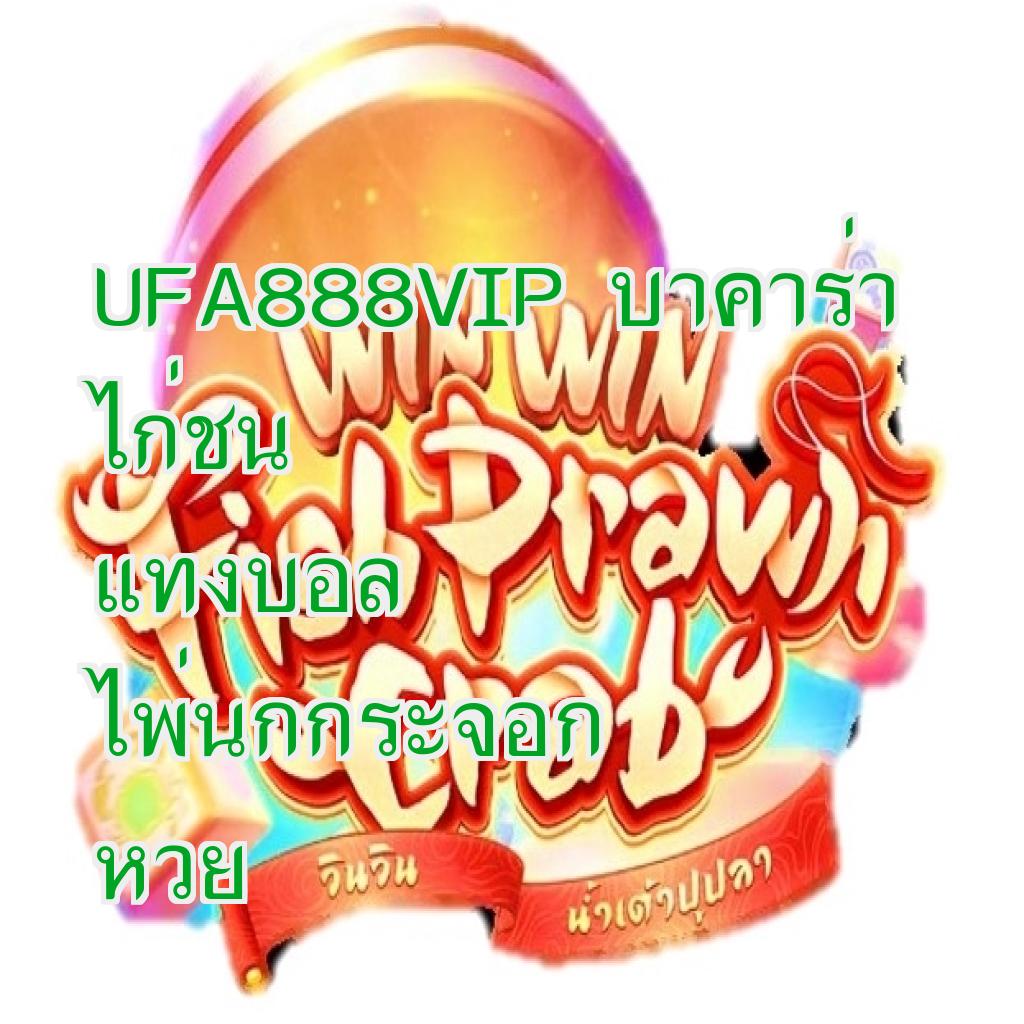 UFA888VIP บาคาร่า
WIN WIN
ไก่ชน
Fish Prawn
แทงบอล
Crab
ไพ่นกกระจอก
หวย
วินวิน
น้ำเต้าปูปลา